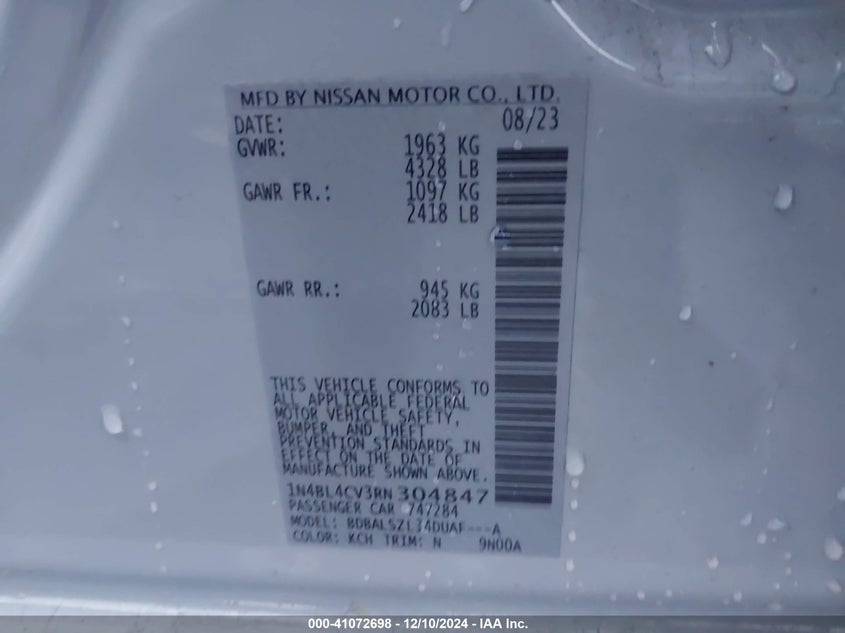 MFD BY NISSAN MOTOR CO., LTD.
DATE: 08/23
GVWR: 1963 KG
4328 LB
GAWR FR.: 1097 KG
2418 LB
GAWR RR.: 945 KG
2083 LB
THIS VEHICLE CONFORMS TO
ALL APPLICABLE FEDERAL
MOTOR VEHICLE SAFETY,
BUMPER, AND THEFT
PREVENTION STANDARDS IN
EFFECT ON THE DATE OF
MANUFACTURE SHOWN ABOVE.
1N4BL4CV3RN304847
PASSENGER CAR 747284
MODEL: BDBALSZL34DUAF---A
COLOR: KCH TRIM: N 9N00A
000-41072698 - 12/10/2024 - IAA Inc.